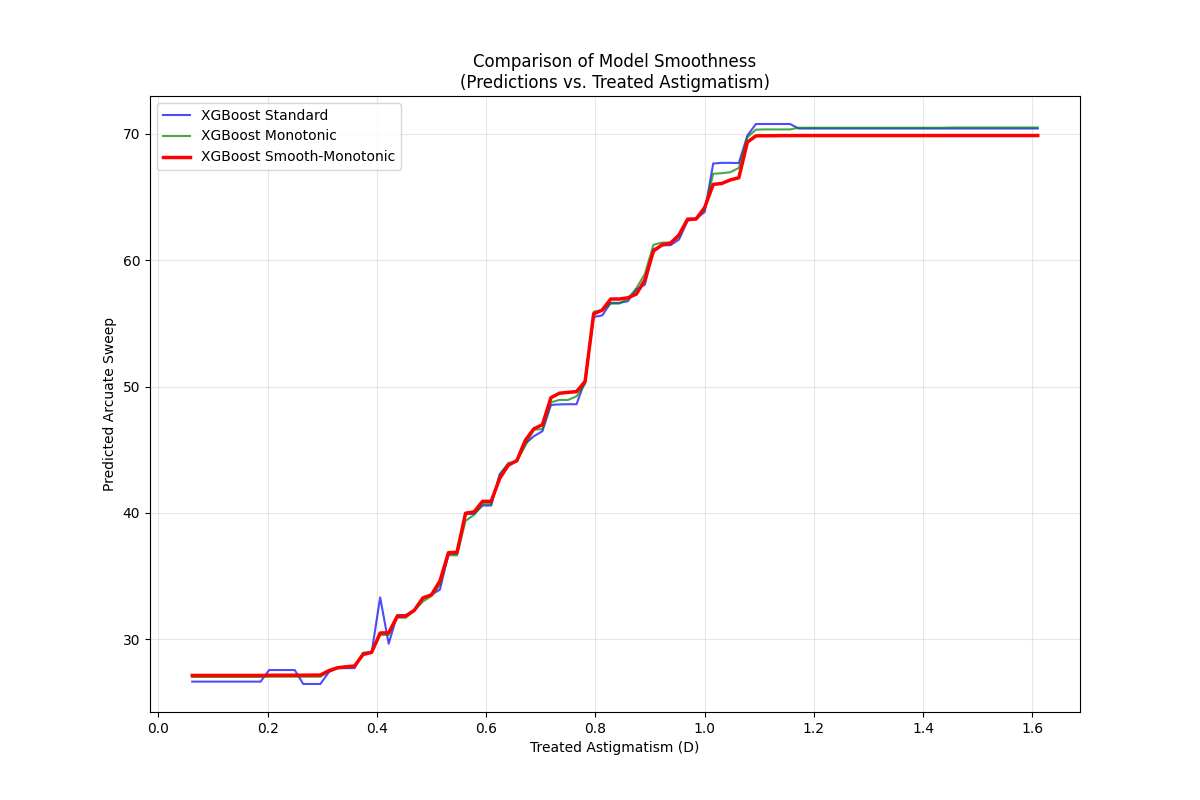 Comparison of Model Smoothness
(Predictions vs. Treated Astigmatism)
XGBoost Standard
XGBoost Monotonic
XGBoost Smooth-Monotonic
70
60
50
40
30
Predicted Arcuate Sweep
0.0 0.2 0.4 0.6 0.8 1.0 1.2 1.4 1.6
Treated Astigmatism (D)